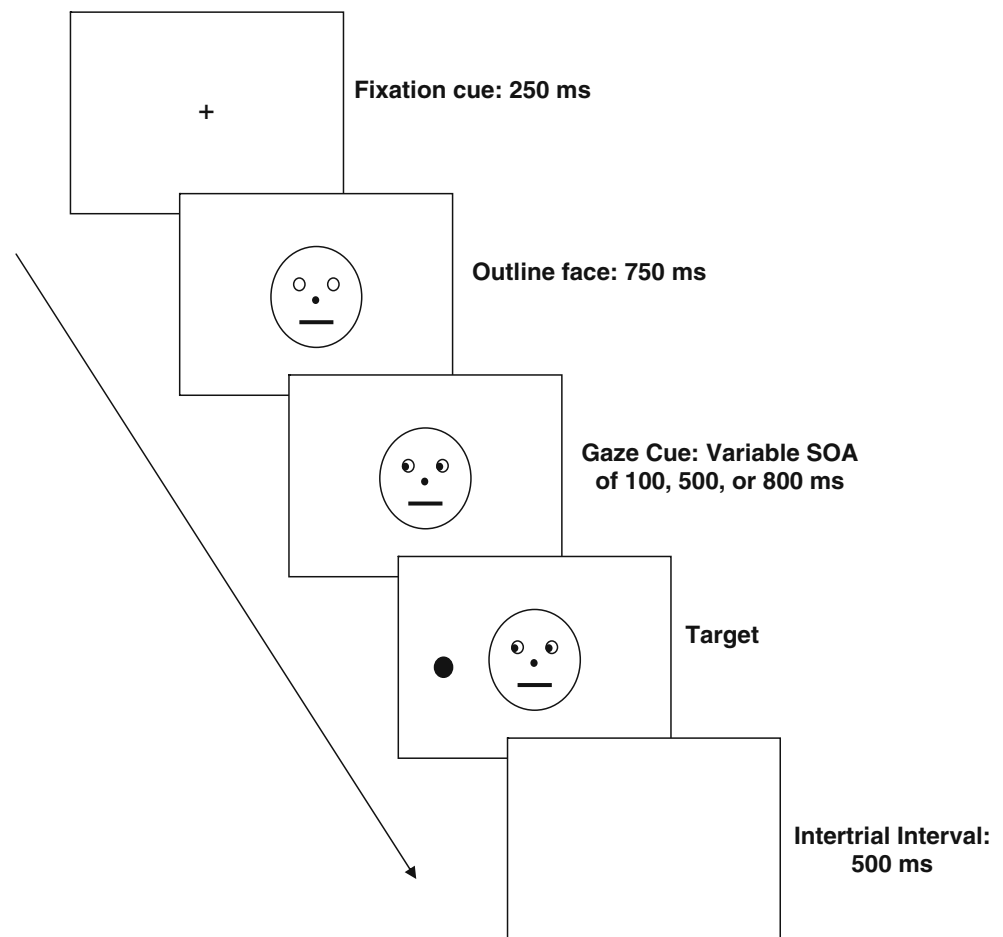 +
Fixation cue: 250 ms
Outline face: 750 ms
Gaze Cue: Variable SOA
of 100, 500, or 800 ms
Target
Intertrial Interval:
500 ms